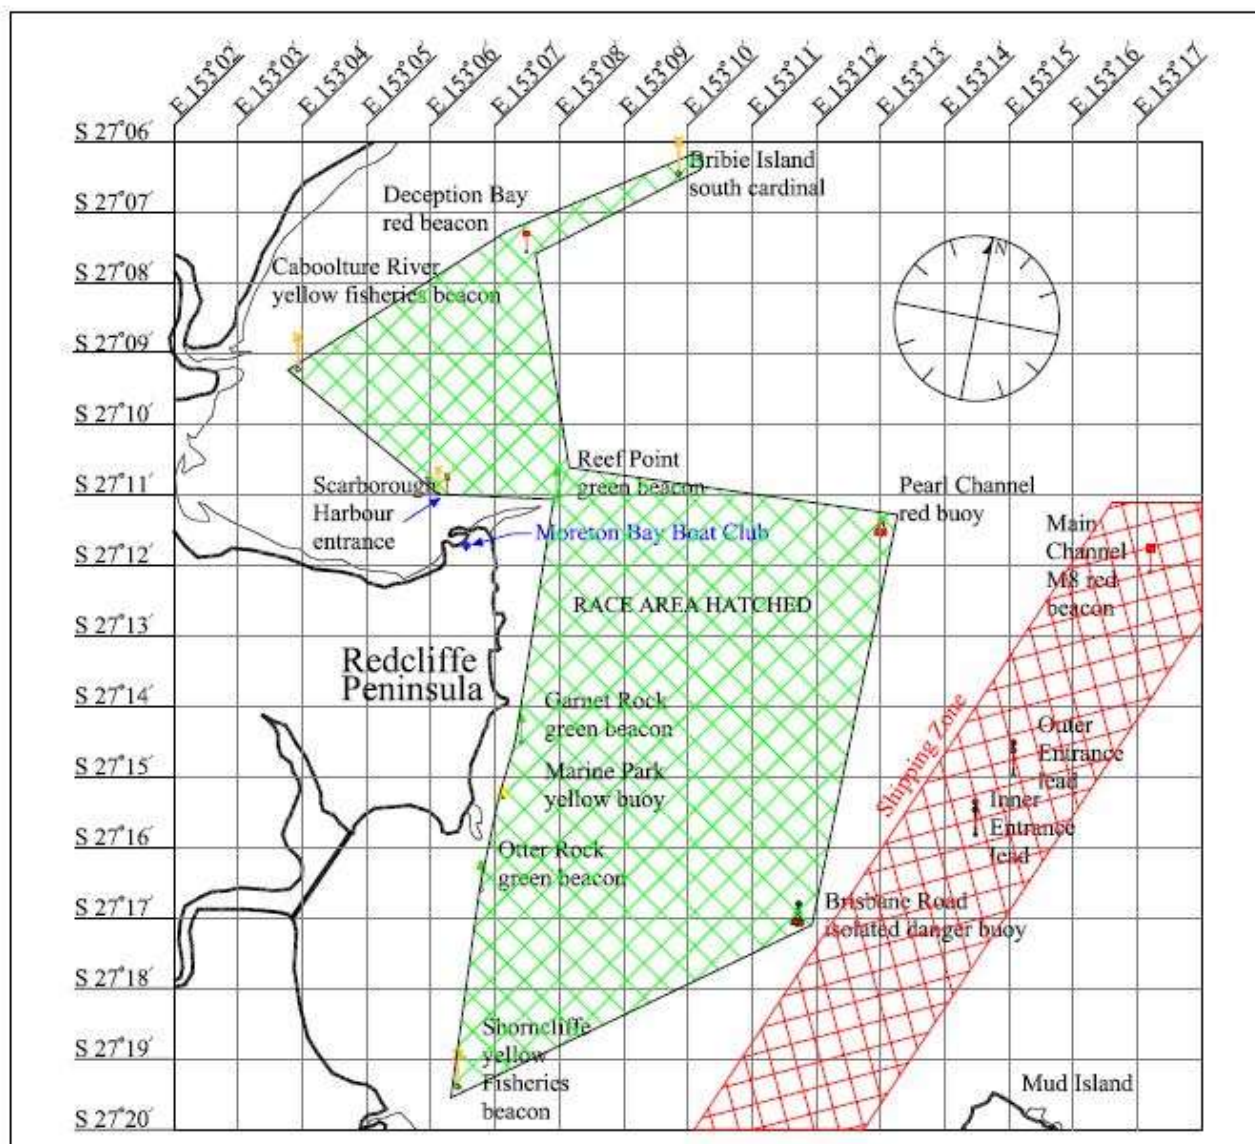 E 153°02′
E 153°03′
E 153°04′
E 153°05′
E 153°06′
E 153°07′
E 153°08′
E 153°09′
E 153°10′
E 153°11′
E 153°12′
E 153°13′
E 153°14′
E 153°15′
E 153°16′
E 153°17′
S 27°06′
Bribie Island
south cardinal
Deception Bay
red beacon
S 27°07′
N
Caboolture River
yellow fisheries beacon
S 27°08′
S 27°09′
S 27°10′
Reef Point
green beacon
S 27°11′
Scarborough
Harbour
entrance
Pearl Channel
red buoy
Moreton Bay Boat Club
Main
Channel
M8 red
beacon
S 27°12′
RACE AREA HATCHED
S 27°13′
Redcliffe
Peninsula
S 27°14′
Garnet Rock
green beacon
Shipping Zone
Outer
Entrance
lead
S 27°15′
Marine Park
yellow buoy
Inner
Entrance
lead
S 27°16′
Otter Rock
green beacon
S 27°17′
Brisbane Road
isolated danger buoy
S 27°18′
S 27°19′
Shorncliffe
yellow
Fisheries
beacon
Mud Island
S 27°20′